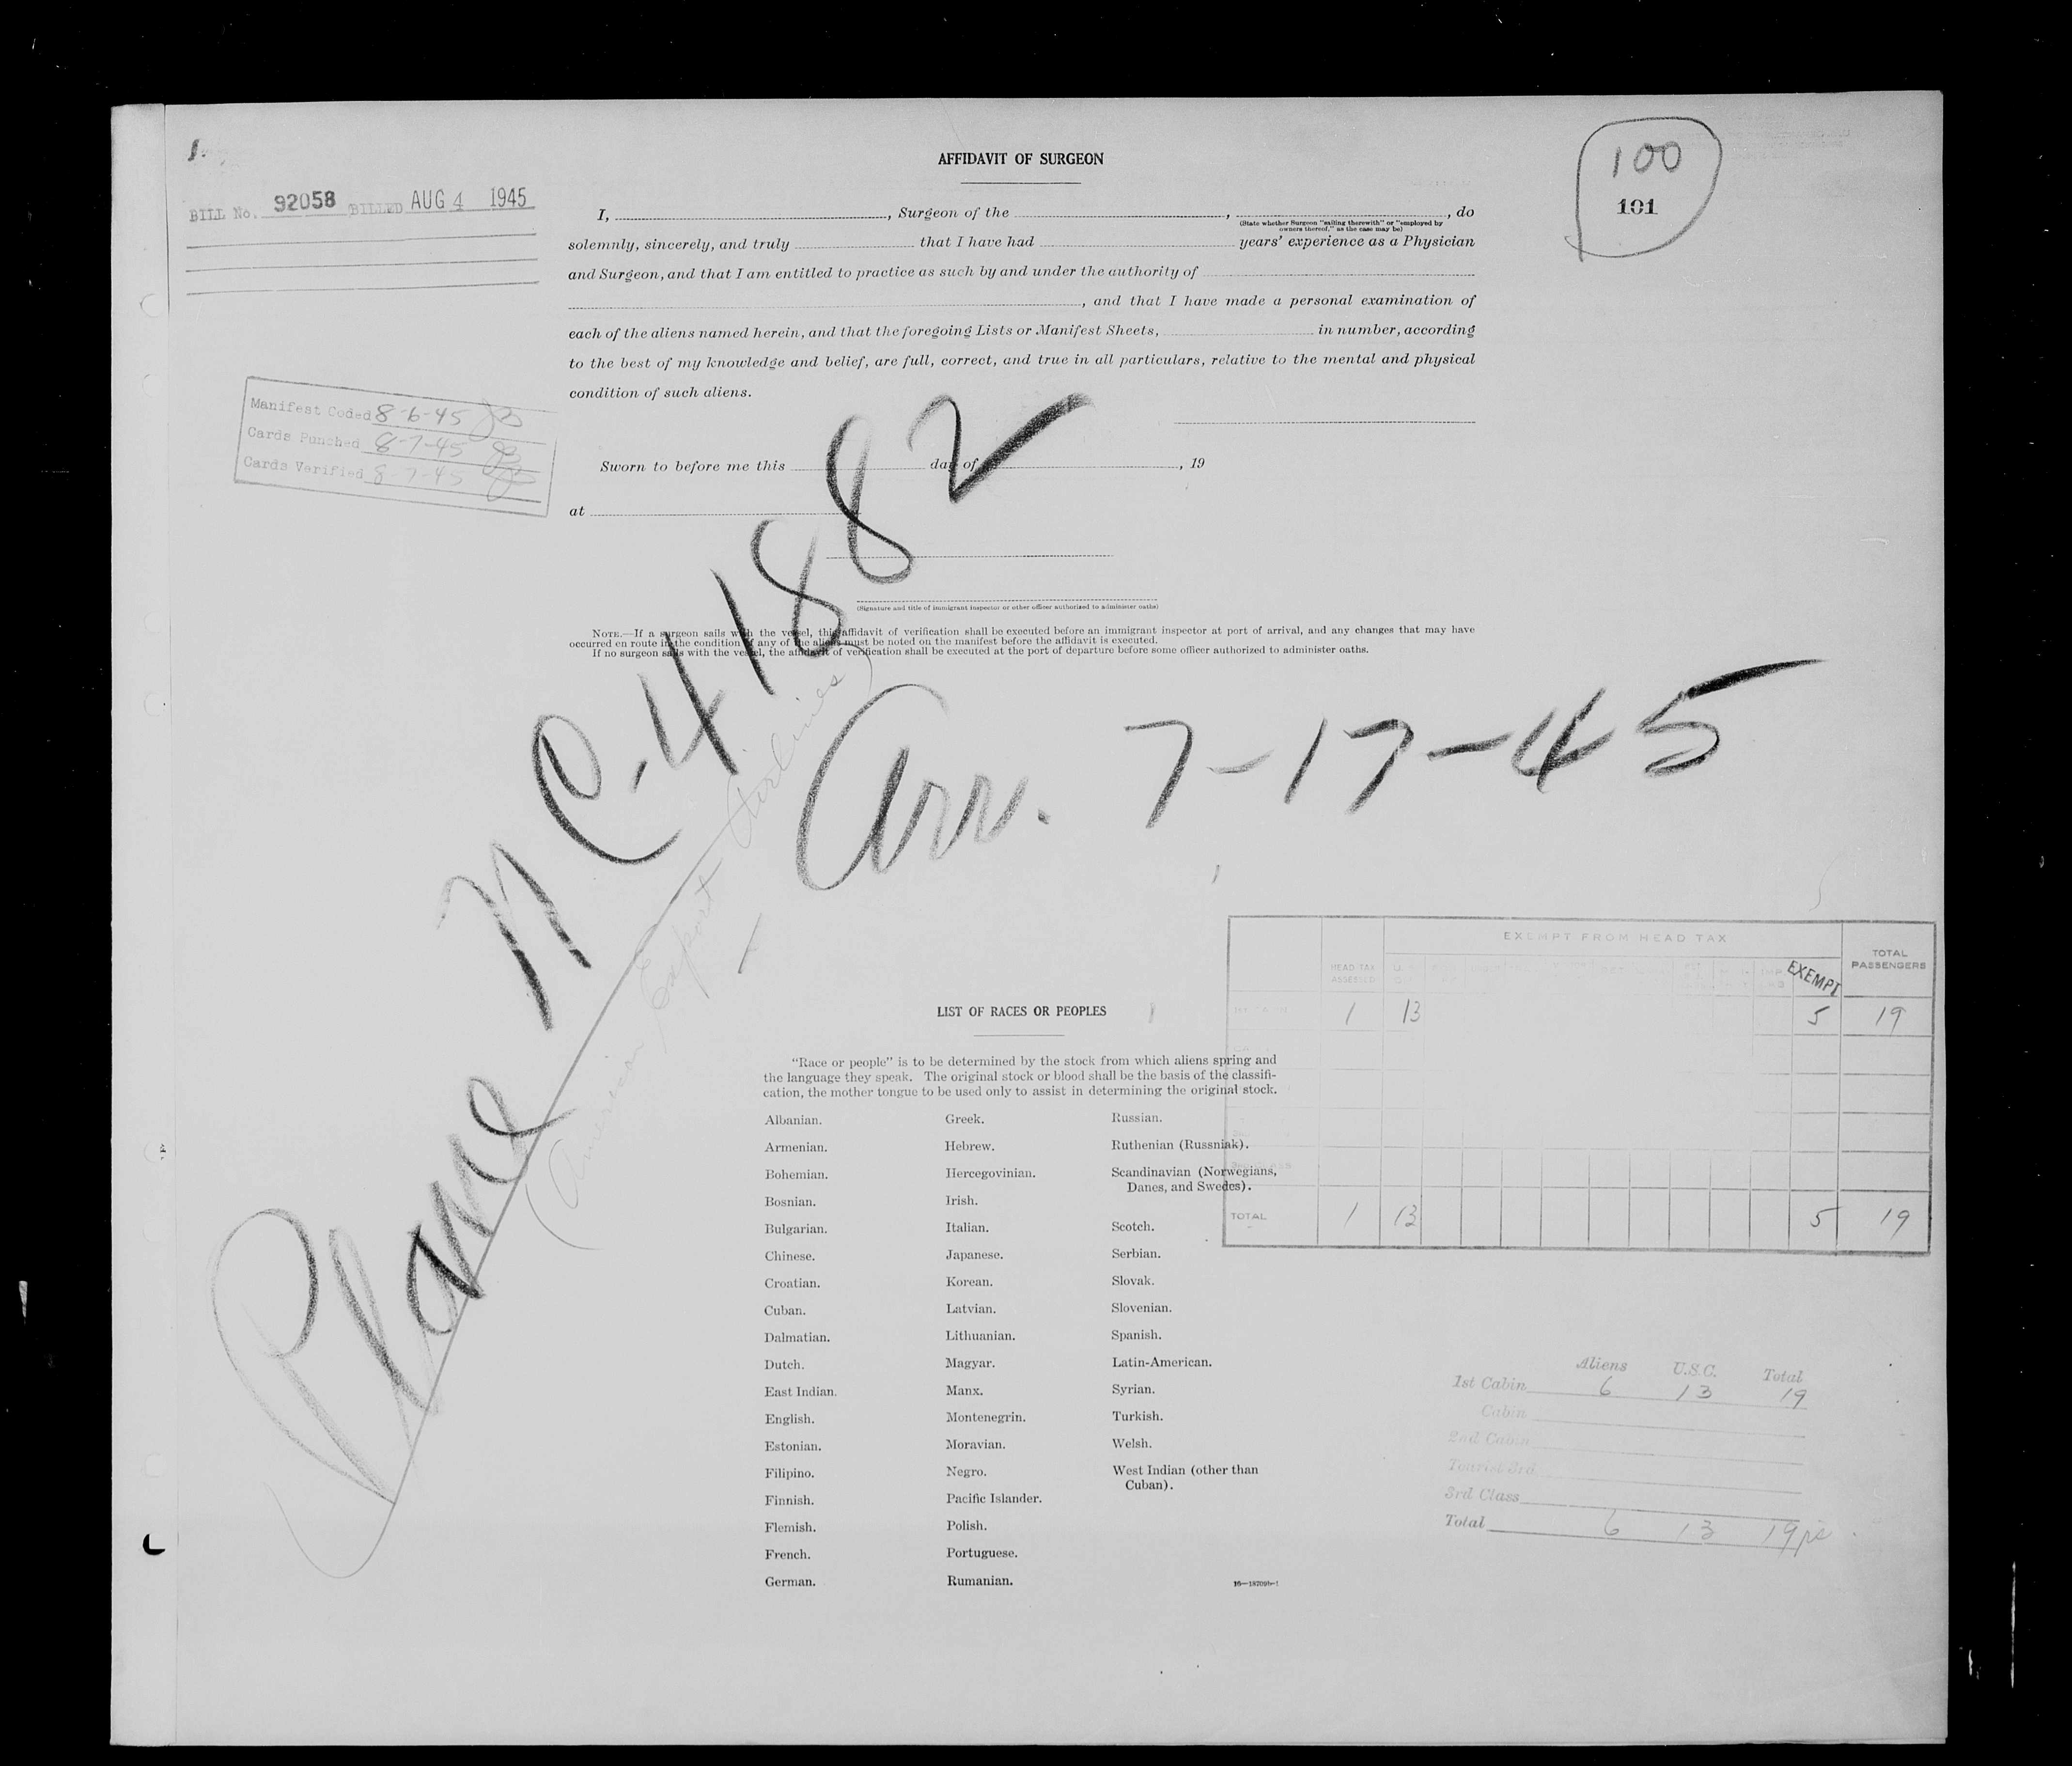 1.
BILL No. 92058 BILLED AUG 4 1945
100
101
AFFIDAVIT OF SURGEON
I, , Surgeon of the , , do
(State whether Surgeon "sailing therewith" or "employed by
owners thereof," as the case may be)
solemnly, sincerely, and truly that I have had years' experience as a Physician
and Surgeon, and that I am entitled to practice as such by and under the authority of
, and that I have made a personal examination of
each of the aliens named herein, and that the foregoing Lists or Manifest Sheets, in number, according
to the best of my knowledge and belief, are full, correct, and true in all particulars, relative to the mental and physical
condition of such aliens.
Manifest Coded 8-6-45
Cards Punched 8-7-45
Cards Verified 8-7-45
Sworn to before me this day of , 19
at
(Signature and title of immigrant inspector or other officer authorized to administer oaths)
NOTE.—If a surgeon sails with the vessel, this affidavit of verification shall be executed before an immigrant inspector at port of arrival, and any changes that may have
occurred en route in the condition of any of the aliens must be noted on the manifest before the affidavit is executed.
If no surgeon sails with the vessel, the affidavit of verification shall be executed at the port of departure before some officer authorized to administer oaths.
Plane NC-41882
(American Export Airlines)
Arr. 7-17-45
EXEMPT FROM HEAD TAX
HEAD TAX
ASSESSED
EXEMPT
TOTAL
PASSENGERS
1 13 5 19
TOTAL 1 13 5 19
LIST OF RACES OR PEOPLES
"Race or people" is to be determined by the stock from which aliens spring and
the language they speak. The original stock or blood shall be the basis of the classifi-
cation, the mother tongue to be used only to assist in determining the original stock.
Albanian.
Armenian.
Bohemian.
Bosnian.
Bulgarian.
Chinese.
Croatian.
Cuban.
Dalmatian.
Dutch.
East Indian.
English.
Estonian.
Filipino.
Finnish.
Flemish.
French.
German.
Greek.
Hebrew.
Hercegovinian.
Irish.
Italian.
Japanese.
Korean.
Latvian.
Lithuanian.
Magyar.
Manx.
Montenegrin.
Moravian.
Negro.
Pacific Islander.
Polish.
Portuguese.
Rumanian.
Russian.
Ruthenian (Russniak).
Scandinavian (Norwegians,
Danes, and Swedes).
Scotch.
Serbian.
Slovak.
Slovenian.
Spanish.
Latin-American.
Syrian.
Turkish.
Welsh.
West Indian (other than
Cuban).
Aliens U.S.C. Total
1st Cabin 6 13 19
Cabin
2nd Cabin
Tourist 3rd
3rd Class
Total 6 13 19